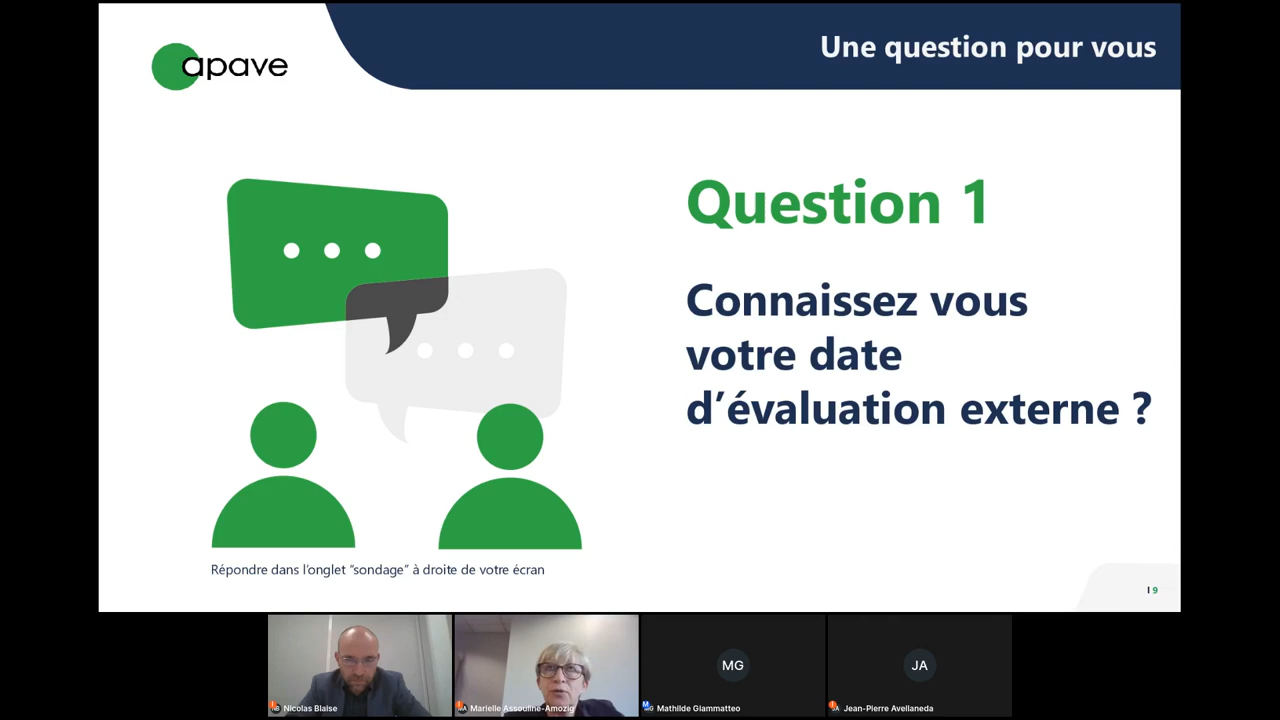 apave
Une question pour vous
Question 1
Connaissez vous
votre date
d’évaluation externe ?
Répondre dans l’onglet “sondage” à droite de votre écran
I 9
MG
JA
Nicolas Blaise
Marielle Assouline-Amozig
Mathilde Giammatteo
Jean-Pierre Avellaneda